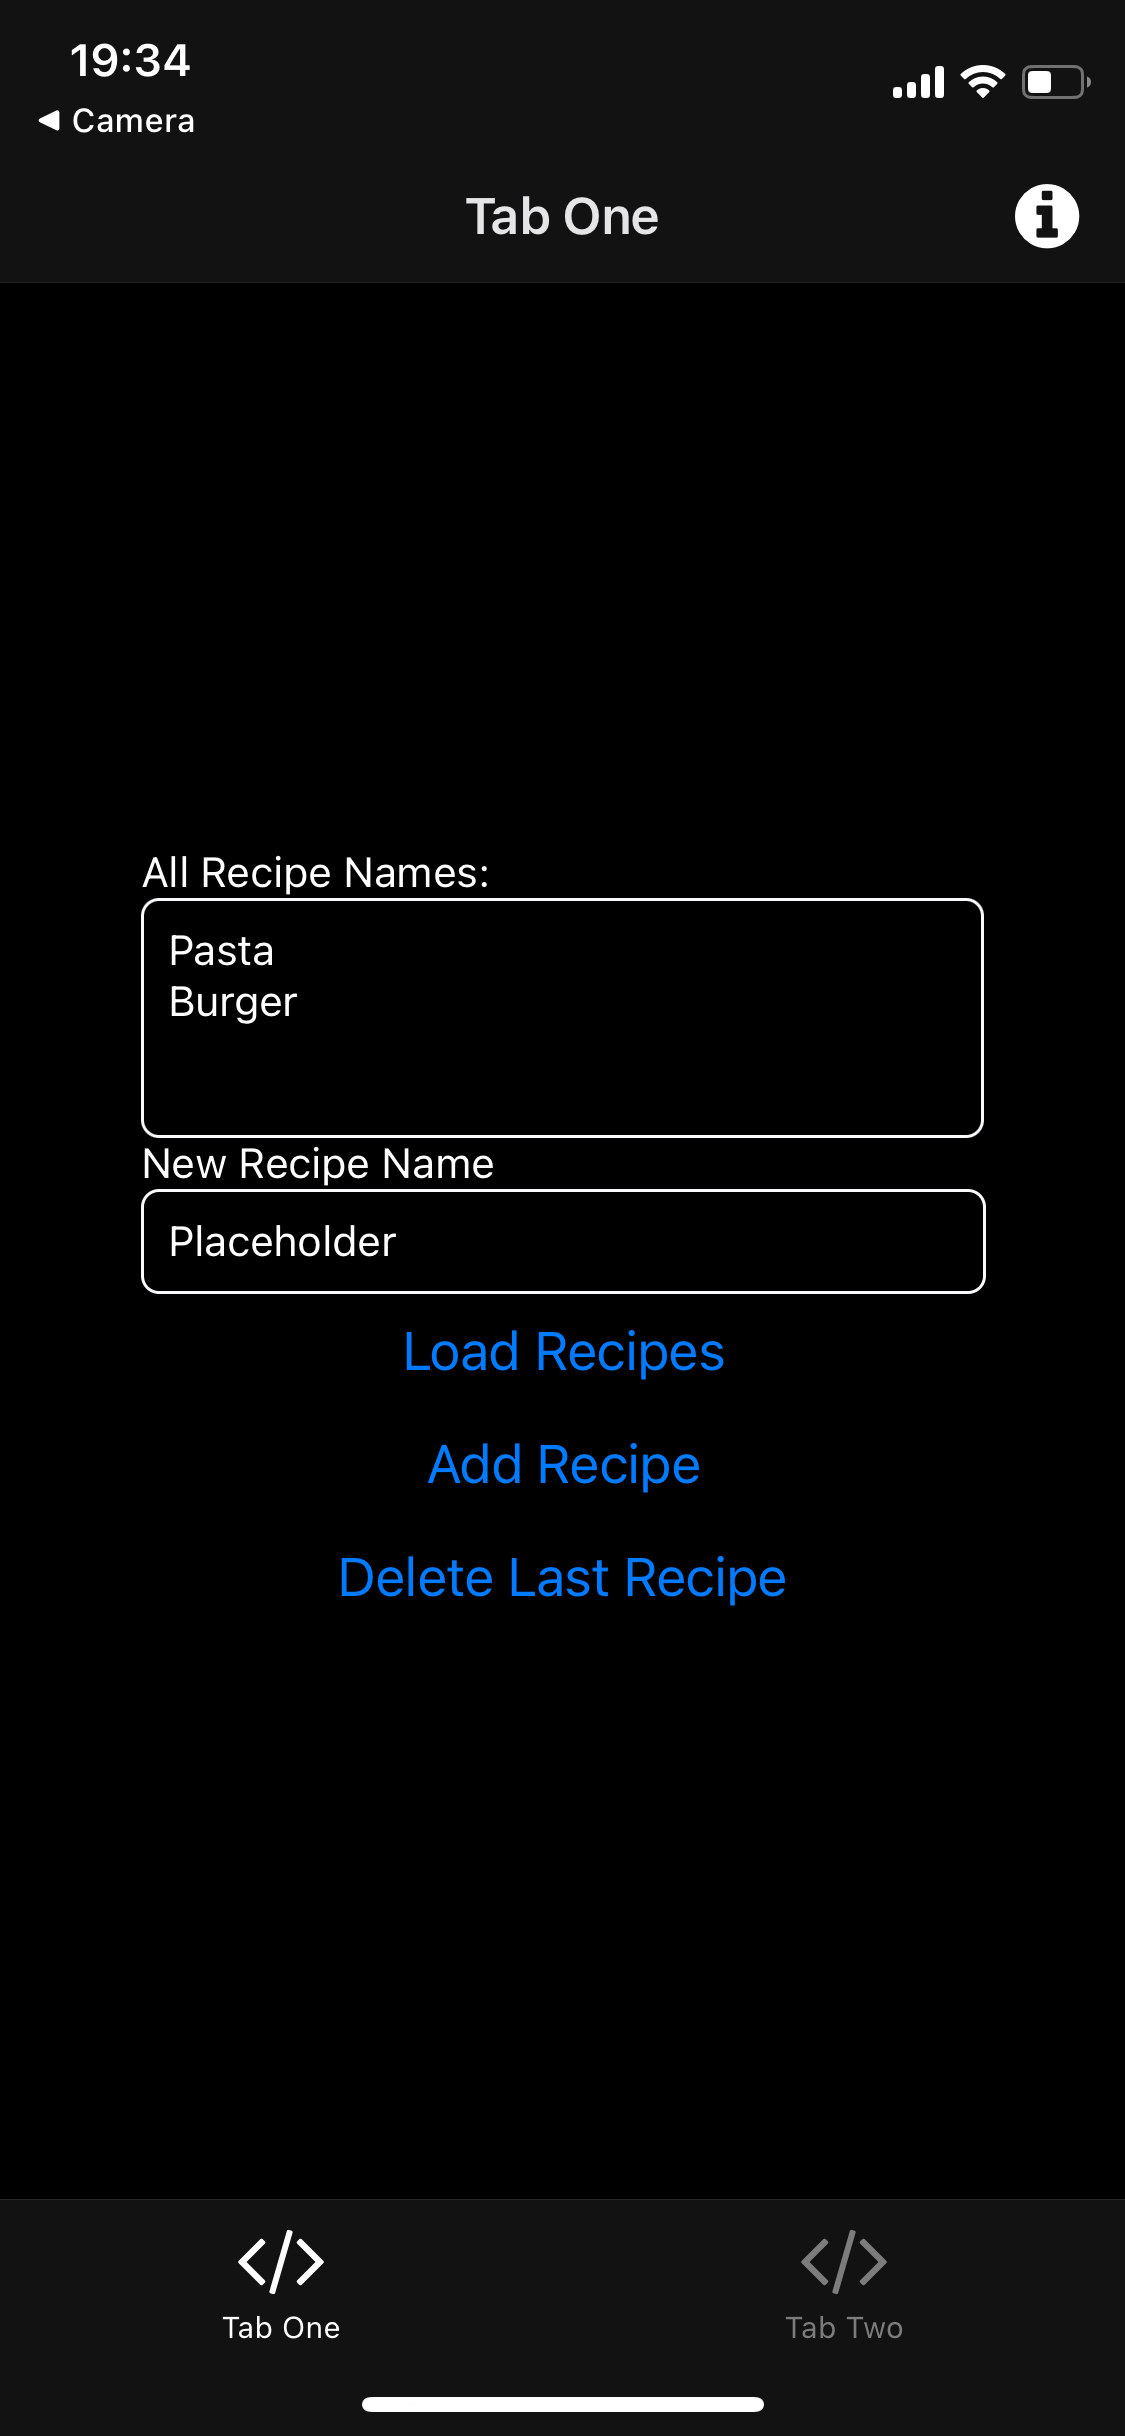 19:34
◀ Camera
Tab One
All Recipe Names:
Pasta
Burger
New Recipe Name
Placeholder
Load Recipes
Add Recipe
Delete Last Recipe
Tab One
Tab Two